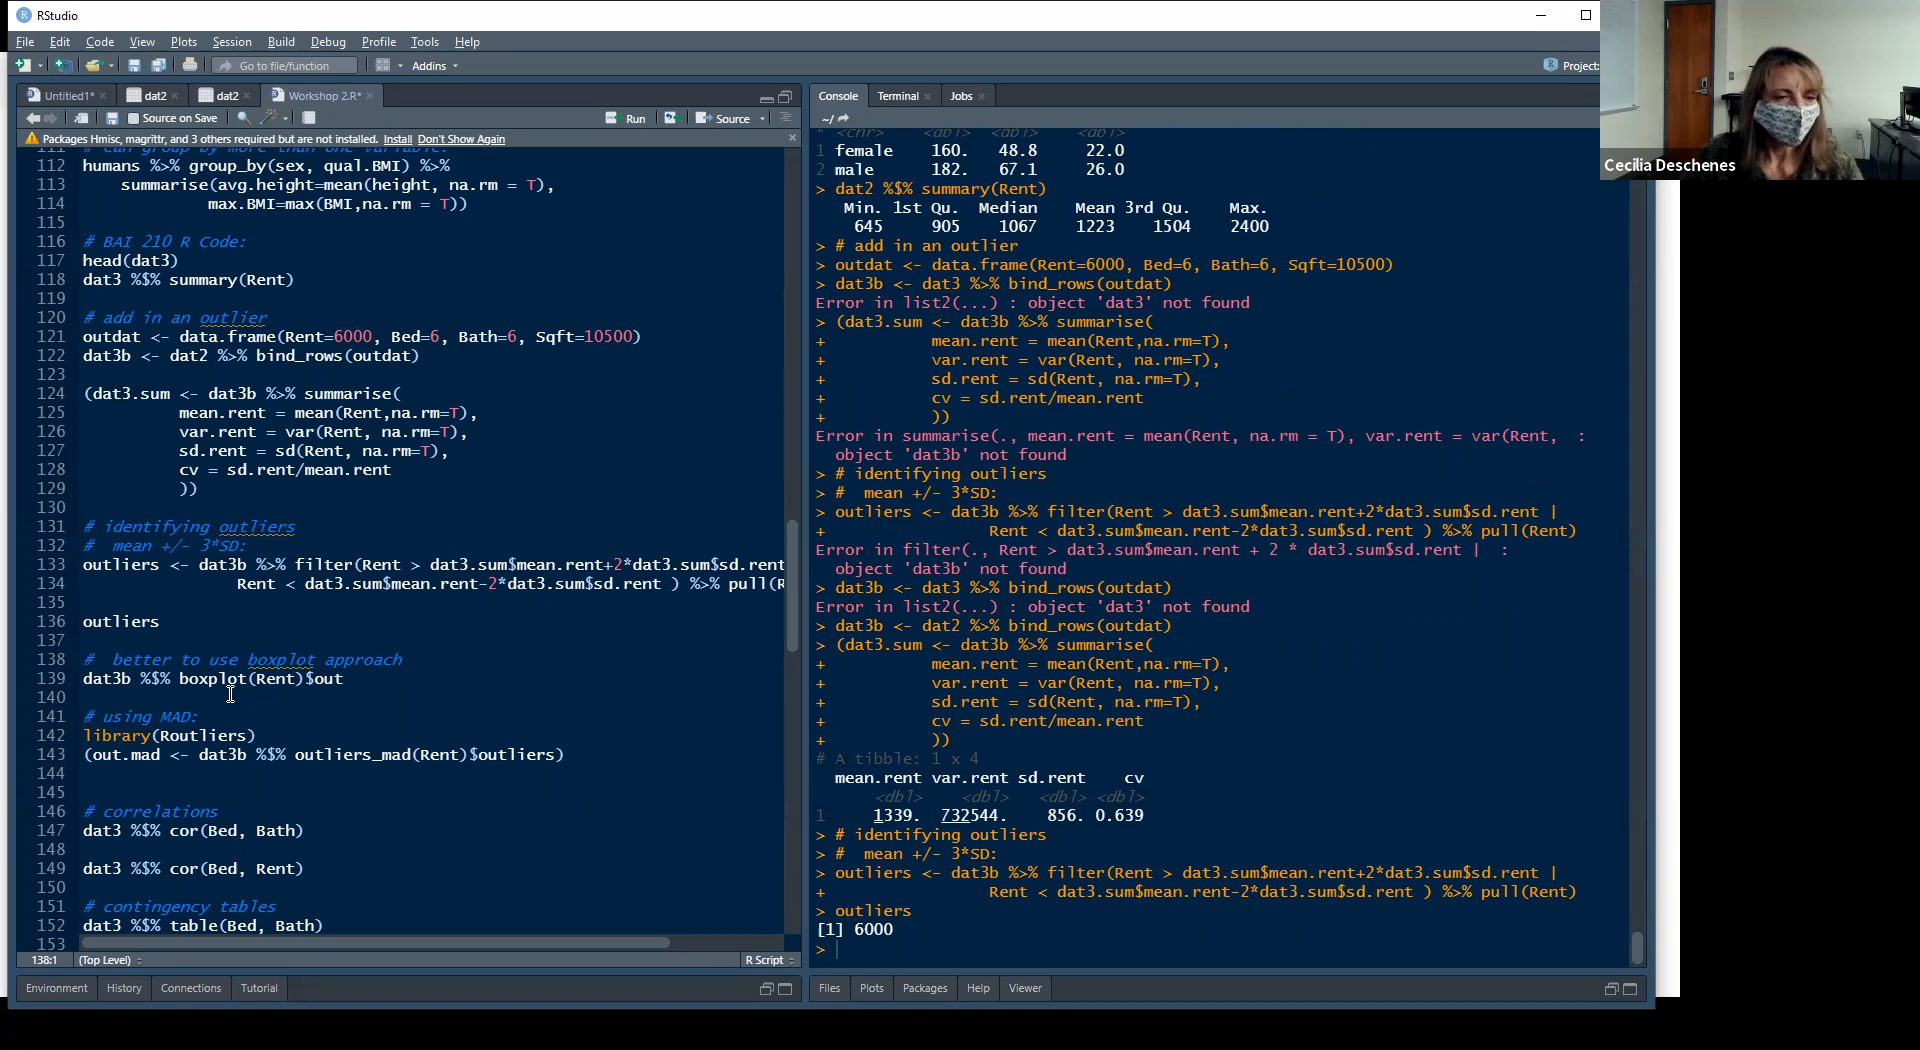 RStudio
File Edit Code View Plots Session Build Debug Profile Tools Help
Go to file/function Addins Project:
Untitled1* dat2 dat2 Workshop 2.R*
Source on Save Run Source
Packages Hmisc, magrittr, and 3 others required but are not installed. Install Don't Show Again
111 # can group by more than one variable:
112 humans %>% group_by(sex, qual.BMI) %>%
113 summarise(avg.height=mean(height, na.rm = T),
114 max.BMI=max(BMI,na.rm = T))
115
116 # BAI 210 R Code:
117 head(dat3)
118 dat3 %$% summary(Rent)
119
120 # add in an outlier
121 outdat <- data.frame(Rent=6000, Bed=6, Bath=6, Sqft=10500)
122 dat3b <- dat2 %>% bind_rows(outdat)
123
124 (dat3.sum <- dat3b %>% summarise(
125 mean.rent = mean(Rent,na.rm=T),
126 var.rent = var(Rent, na.rm=T),
127 sd.rent = sd(Rent, na.rm=T),
128 cv = sd.rent/mean.rent
129 ))
130
131 # identifying outliers
132 # mean +/- 3*SD:
133 outliers <- dat3b %>% filter(Rent > dat3.sum$mean.rent+2*dat3.sum$sd.rent
134 Rent < dat3.sum$mean.rent-2*dat3.sum$sd.rent ) %>% pull(R
135
136 outliers
137
138 # better to use boxplot approach
139 dat3b %$% boxplot(Rent)$out
140
141 # using MAD:
142 library(Routliers)
143 (out.mad <- dat3b %$% outliers_mad(Rent)$outliers)
144
145
146 # correlations
147 dat3 %$% cor(Bed, Bath)
148
149 dat3 %$% cor(Bed, Rent)
150
151 # contingency tables
152 dat3 %$% table(Bed, Bath)
153
138:1 (Top Level) R Script
Environment History Connections Tutorial
Console Terminal Jobs
~/
* <chr> <dbl> <dbl> <dbl>
1 female 160. 48.8 22.0
2 male 182. 67.1 26.0
> dat2 %$% summary(Rent)
Min. 1st Qu. Median Mean 3rd Qu. Max.
645 905 1067 1223 1504 2400
> # add in an outlier
> outdat <- data.frame(Rent=6000, Bed=6, Bath=6, Sqft=10500)
> dat3b <- dat3 %>% bind_rows(outdat)
Error in list2(...) : object 'dat3' not found
> (dat3.sum <- dat3b %>% summarise(
+ mean.rent = mean(Rent,na.rm=T),
+ var.rent = var(Rent, na.rm=T),
+ sd.rent = sd(Rent, na.rm=T),
+ cv = sd.rent/mean.rent
+ ))
Error in summarise(., mean.rent = mean(Rent, na.rm = T), var.rent = var(Rent, :
object 'dat3b' not found
> # identifying outliers
> # mean +/- 3*SD:
> outliers <- dat3b %>% filter(Rent > dat3.sum$mean.rent+2*dat3.sum$sd.rent |
+ Rent < dat3.sum$mean.rent-2*dat3.sum$sd.rent ) %>% pull(Rent)
Error in filter(., Rent > dat3.sum$mean.rent + 2 * dat3.sum$sd.rent | :
object 'dat3b' not found
> dat3b <- dat3 %>% bind_rows(outdat)
Error in list2(...) : object 'dat3' not found
> dat3b <- dat2 %>% bind_rows(outdat)
> (dat3.sum <- dat3b %>% summarise(
+ mean.rent = mean(Rent,na.rm=T),
+ var.rent = var(Rent, na.rm=T),
+ sd.rent = sd(Rent, na.rm=T),
+ cv = sd.rent/mean.rent
+ ))
# A tibble: 1 x 4
mean.rent var.rent sd.rent cv
<dbl> <dbl> <dbl> <dbl>
1 1339. 732544. 856. 0.639
> # identifying outliers
> # mean +/- 3*SD:
> outliers <- dat3b %>% filter(Rent > dat3.sum$mean.rent+2*dat3.sum$sd.rent |
+ Rent < dat3.sum$mean.rent-2*dat3.sum$sd.rent ) %>% pull(Rent)
> outliers
[1] 6000
>
Files Plots Packages Help Viewer
Cecilia Deschenes